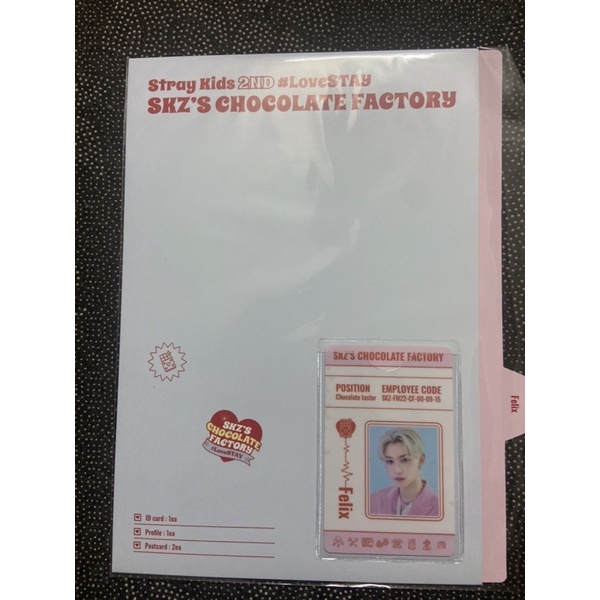 Stray Kids 2ND #LoveSTAY
SKZ'S CHOCOLATE FACTORY
SKZ'S CHOCOLATE FACTORY
POSITION EMPLOYEE CODE
Chocolate taster SKZ-FM22-CF-00-09-15
Felix
Felix
SKZ'S
CHOCOLATE
FACTORY
#LoveSTAY
ID card : 1ea
Profile : 1ea
Postcard : 2ea